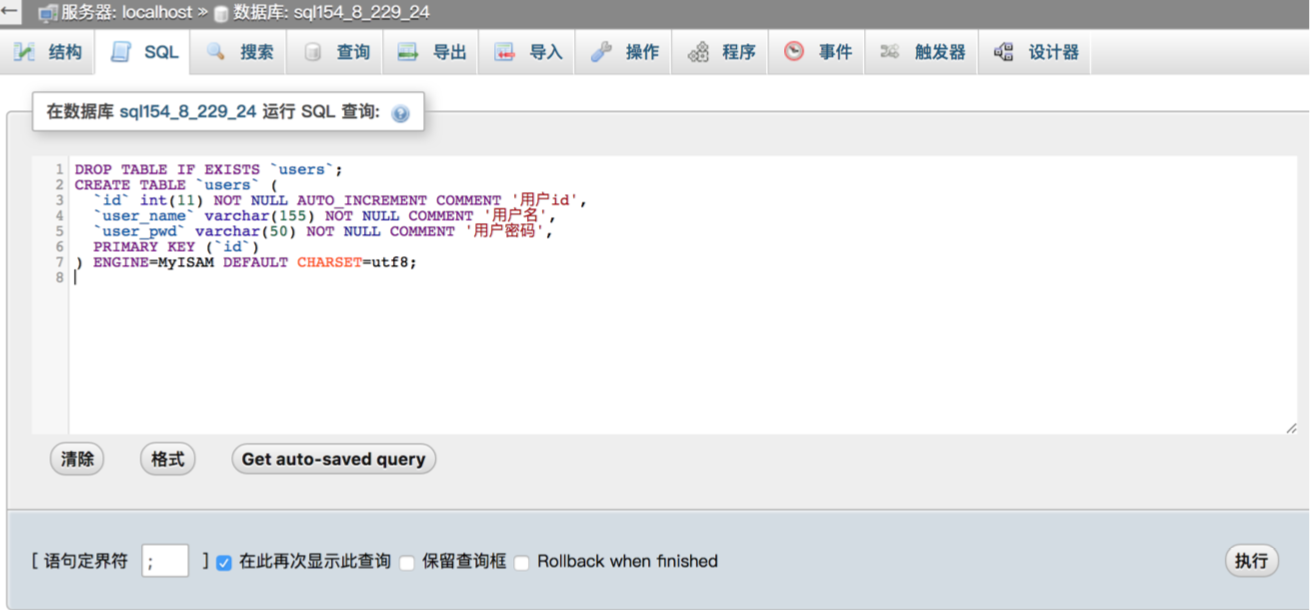 服务器: localhost » 数据库: sql154_8_229_24
结构 SQL 搜索 查询 导出 导入 操作 程序 事件 触发器 设计器
在数据库 sql154_8_229_24 运行 SQL 查询:
1 DROP TABLE IF EXISTS `users`;
2 CREATE TABLE `users` (
3 `id` int(11) NOT NULL AUTO_INCREMENT COMMENT '用户id',
4 `user_name` varchar(155) NOT NULL COMMENT '用户名',
5 `user_pwd` varchar(50) NOT NULL COMMENT '用户密码',
6 PRIMARY KEY (`id`)
7 ) ENGINE=MyISAM DEFAULT CHARSET=utf8;
8
清除 格式 Get auto-saved query
[ 语句定界符 ; ] 在此再次显示此查询 保留查询框 Rollback when finished 执行